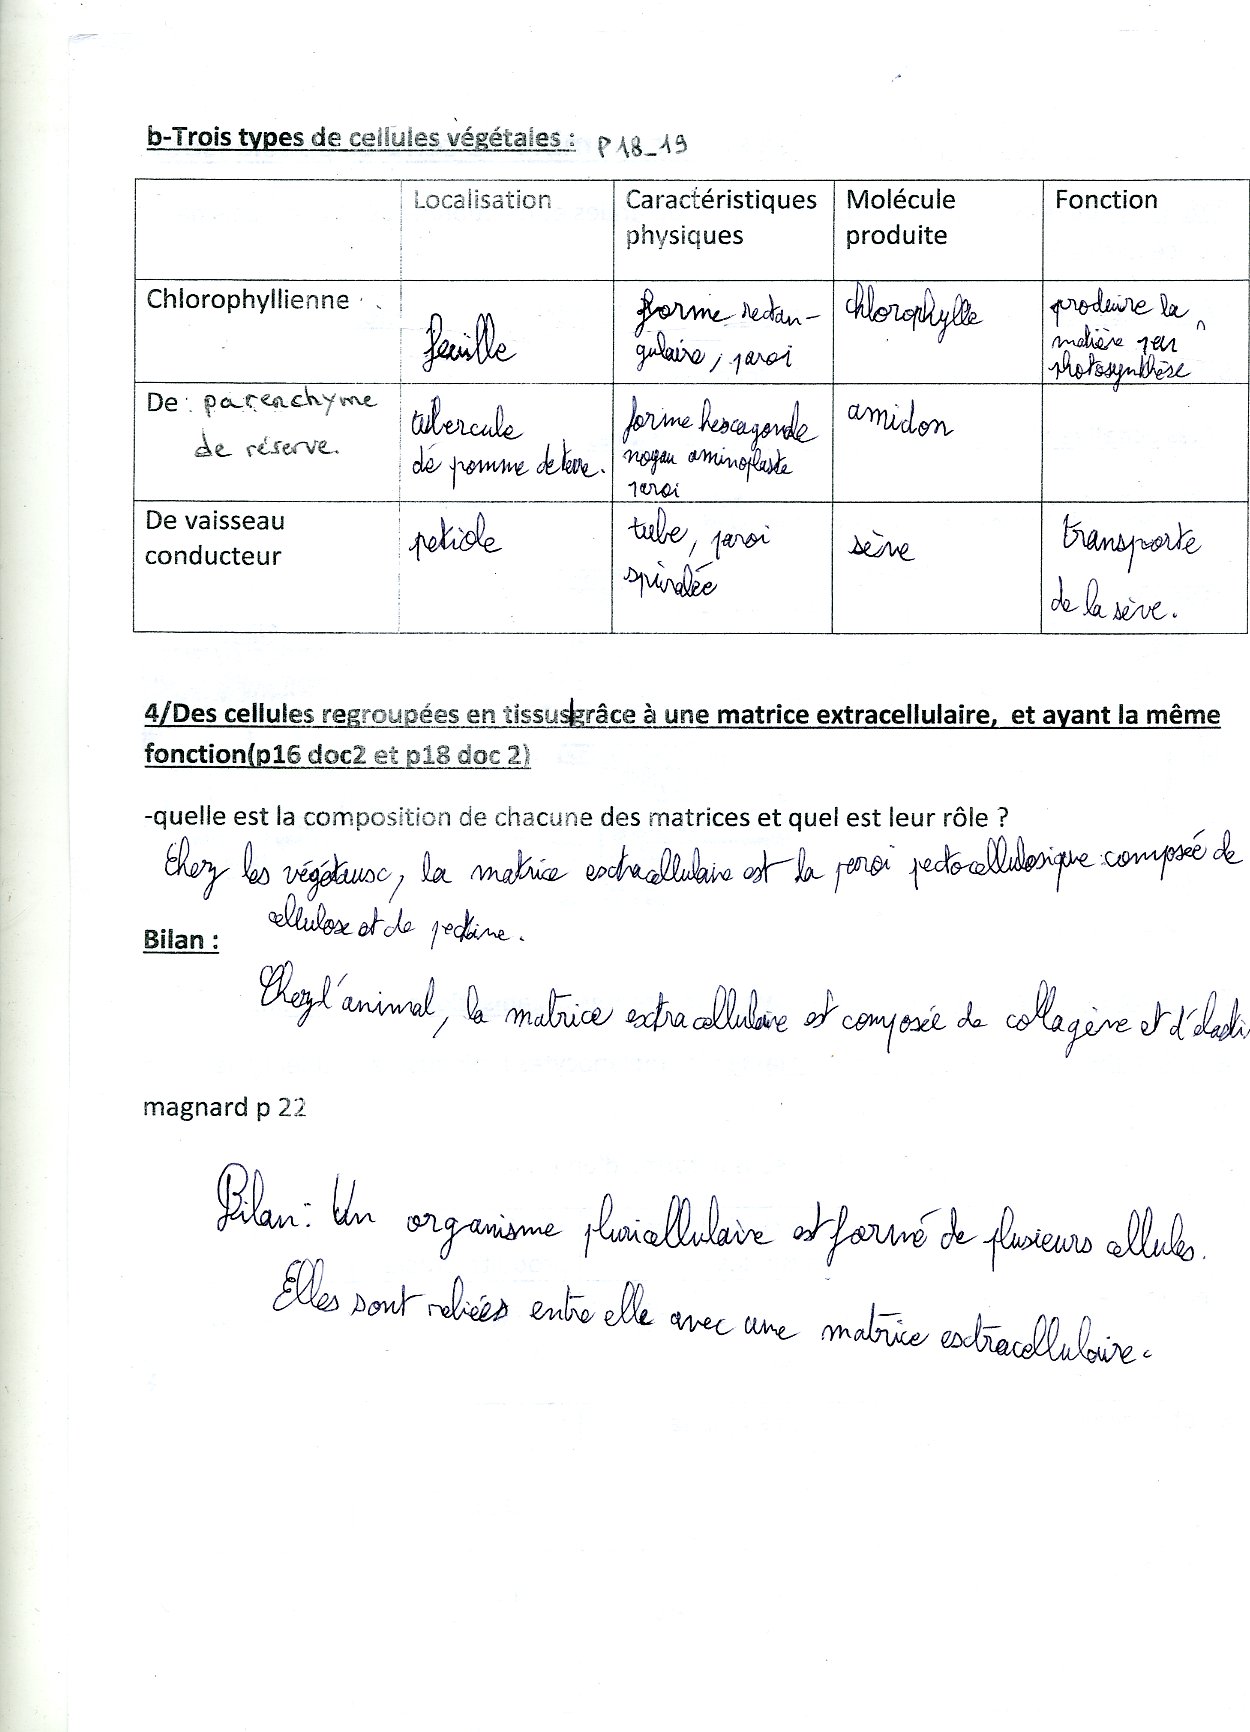 b-Trois types de cellules végétales : P 18_19
Localisation
Caractéristiques
physiques
Molécule
produite
Fonction
Chlorophyllienne
feuille
forme rectan-
gulaire, paroi
chlorophylle
produire la
matière par
photosynthèse
De parenchyme
de réserve.
tubercule
de pomme de terre.
forme hexagonale
noyau aminoplaste
paroi
amidon
De vaisseau
conducteur
petiole
tube, paroi
spiralée
sève
transporte
de la sève.
4/Des cellules regroupées en tissus|grâce à une matrice extracellulaire, et ayant la même
fonction(p16 doc2 et p18 doc 2)
-quelle est la composition de chacune des matrices et quel est leur rôle ?
Chez les végétaux, la matrice extracellulaire est la paroi pectocellulosique composée de
cellulose et de pectine.
Bilan :
Chez l'animal, la matrice extracellulaire est composée de collagène et d'élasti
magnard p 22
Bilan : Un organisme pluricellulaire est formé de plusieurs cellules.
Elles sont reliées entre elle avec une matrice extracellulaire.